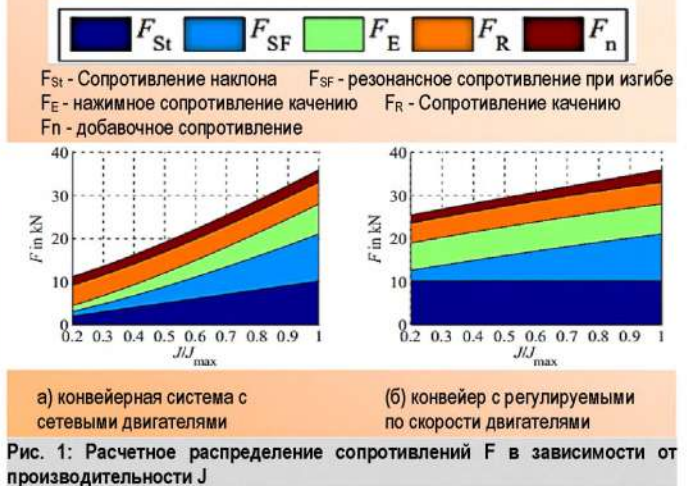 F_St F_SF F_E F_R F_n
F_St - Сопротивление наклона F_SF - резонансное сопротивление при изгибе
F_E - нажимное сопротивление качению F_R - Сопротивление качению
Fn - добавочное сопротивление
40
30
20
10
0
F in kN
0.2 0.3 0.4 0.5 0.6 0.7 0.8 0.9 1
J/J_max
40
30
20
10
0
F in kN
0.2 0.3 0.4 0.5 0.6 0.7 0.8 0.9 1
J/J_max
а) конвейерная система с
сетевыми двигателями
(б) конвейер с регулируемыми
по скорости двигателями
Рис. 1: Расчетное распределение сопротивлений F в зависимости от
производительности J